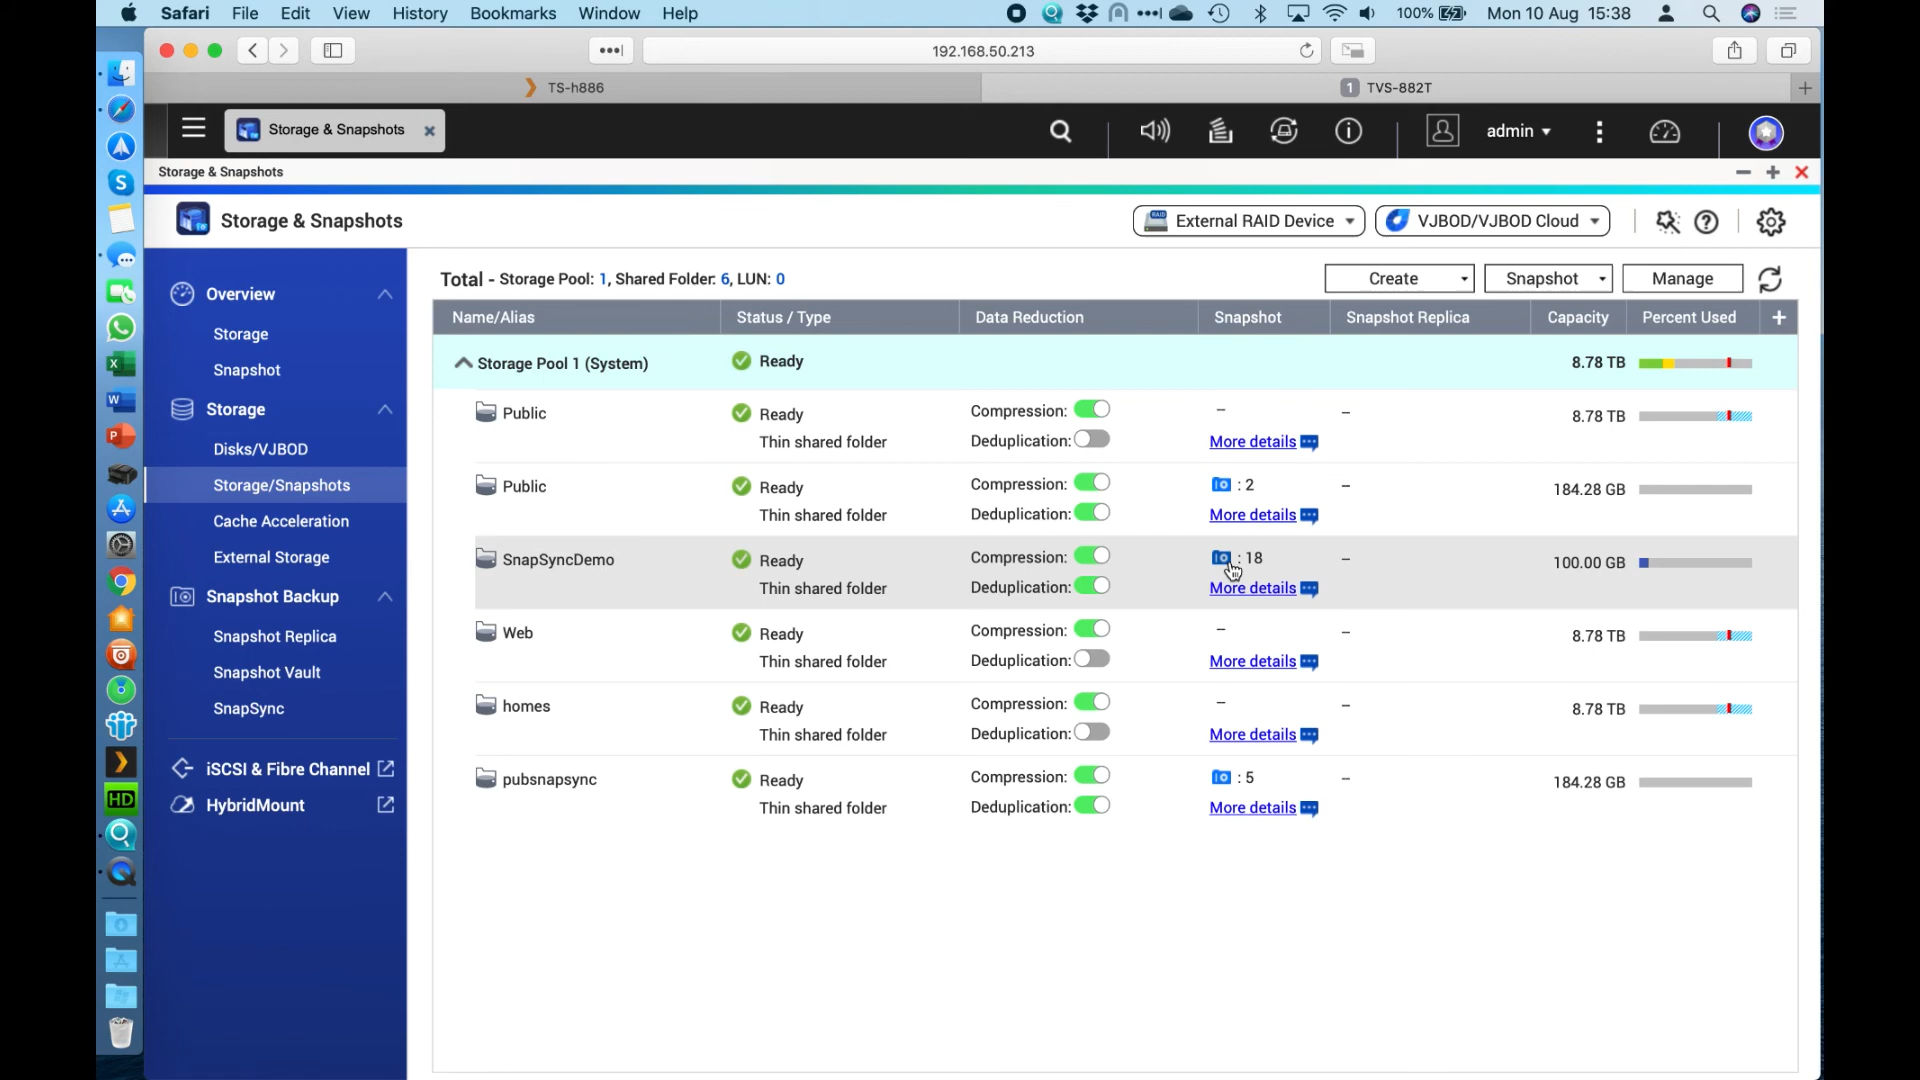 Safari File Edit View History Bookmarks Window Help 100% Mon 10 Aug 15:38
192.168.50.213
TS-h886 1 TVS-882T +
Storage & Snapshots × admin
Storage & Snapshots
Storage & Snapshots External RAID Device VJBOD/VJBOD Cloud
Overview
Storage
Snapshot
Storage
Disks/VJBOD
Storage/Snapshots
Cache Acceleration
External Storage
Snapshot Backup
Snapshot Replica
Snapshot Vault
SnapSync
iSCSI & Fibre Channel
HybridMount
Total - Storage Pool: 1, Shared Folder: 6, LUN: 0 Create Snapshot Manage
Name/Alias Status / Type Data Reduction Snapshot Snapshot Replica Capacity Percent Used +
Storage Pool 1 (System) Ready 8.78 TB
Public Ready Compression: -- -- 8.78 TB
Thin shared folder Deduplication: More details
Public Ready Compression: : 2 -- 184.28 GB
Thin shared folder Deduplication: More details
SnapSyncDemo Ready Compression: : 18 -- 100.00 GB
Thin shared folder Deduplication: More details
Web Ready Compression: -- -- 8.78 TB
Thin shared folder Deduplication: More details
homes Ready Compression: -- -- 8.78 TB
Thin shared folder Deduplication: More details
pubsnapsync Ready Compression: : 5 -- 184.28 GB
Thin shared folder Deduplication: More details
S
X
W
P
HD